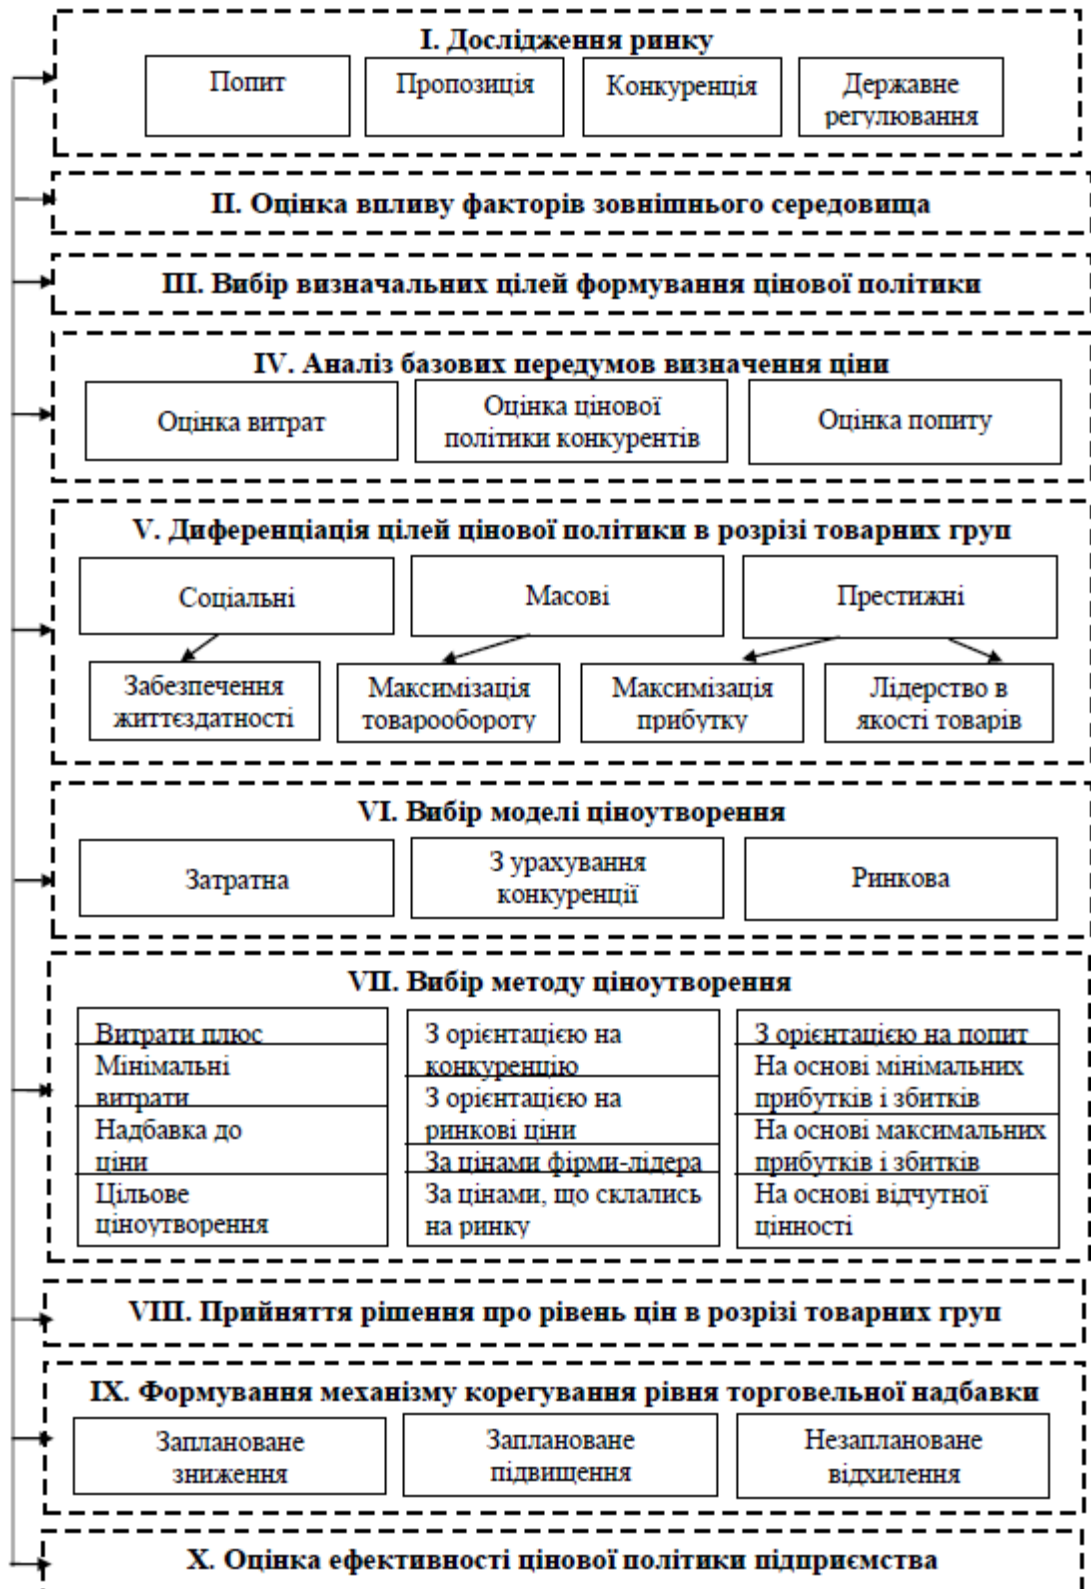 І. Дослідження ринку
Попит
Пропозиція
Конкуренція
Державне
регулювання
ІІ. Оцінка впливу факторів зовнішнього середовища
ІІІ. Вибір визначальних цілей формування цінової політики
ІV. Аналіз базових передумов визначення ціни
Оцінка витрат
Оцінка цінової
політики конкурентів
Оцінка попиту
V. Диференціація цілей цінової політики в розрізі товарних груп
Соціальні
Масові
Престижні
Забезпечення
життєздатності
Максимізація
товарообороту
Максимізація
прибутку
Лідерство в
якості товарів
VI. Вибір моделі ціноутворення
Затратна
З урахування
конкуренції
Ринкова
VII. Вибір методу ціноутворення
Витрати плюс
Мінімальні
витрати
Надбавка до
ціни
Цільове
ціноутворення
З орієнтацією на
конкуренцію
З орієнтацією на
ринкові ціни
За цінами фірми-лідера
За цінами, що склались
на ринку
З орієнтацією на попит
На основі мінімальних
прибутків і збитків
На основі максимальних
прибутків і збитків
На основі відчутної
цінності
VIII. Прийняття рішення про рівень цін в розрізі товарних груп
IX. Формування механізму корегування рівня торговельної надбавки
Заплановане
зниження
Заплановане
підвищення
Незаплановане
відхилення
X. Оцінка ефективності цінової політики підприємства